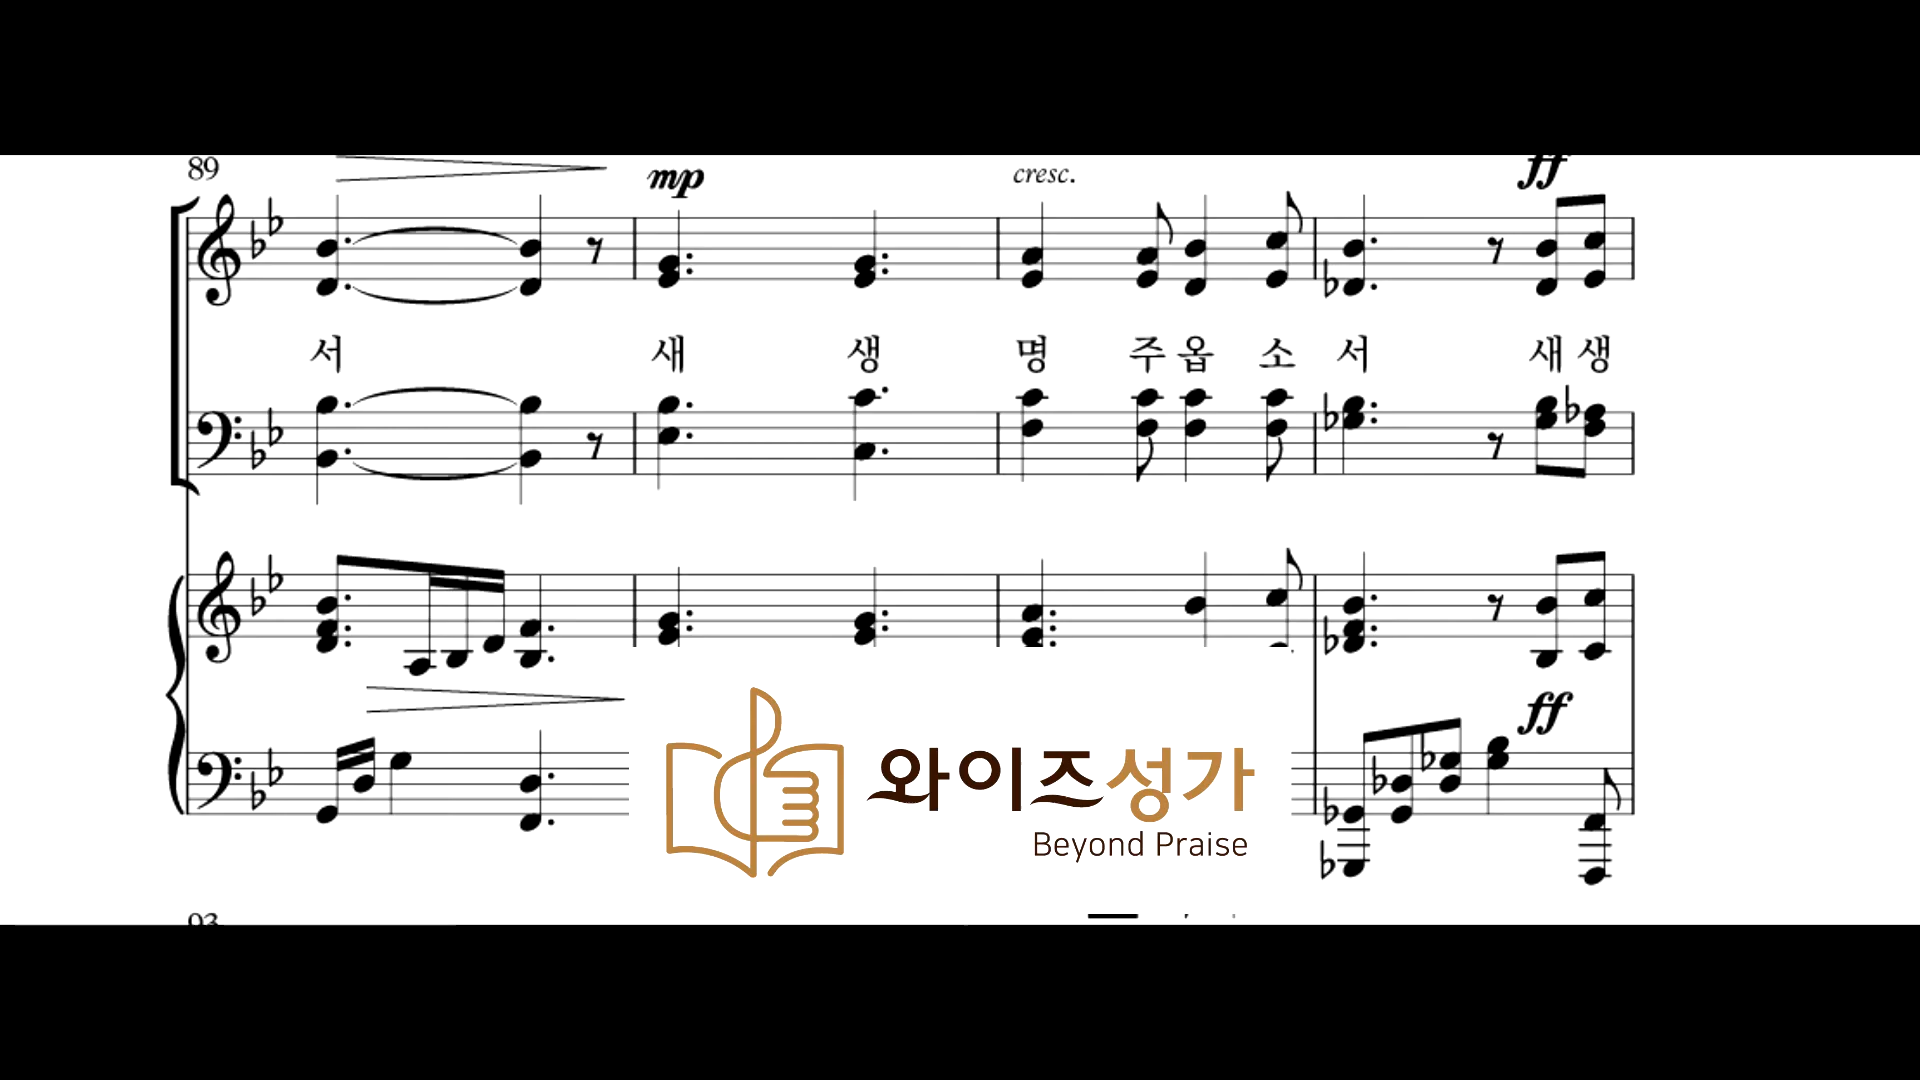 89
mp
cresc.
ff
서 새 생 명 주 옵 소 서 새 생
ff
와이즈성가
Beyond Praise